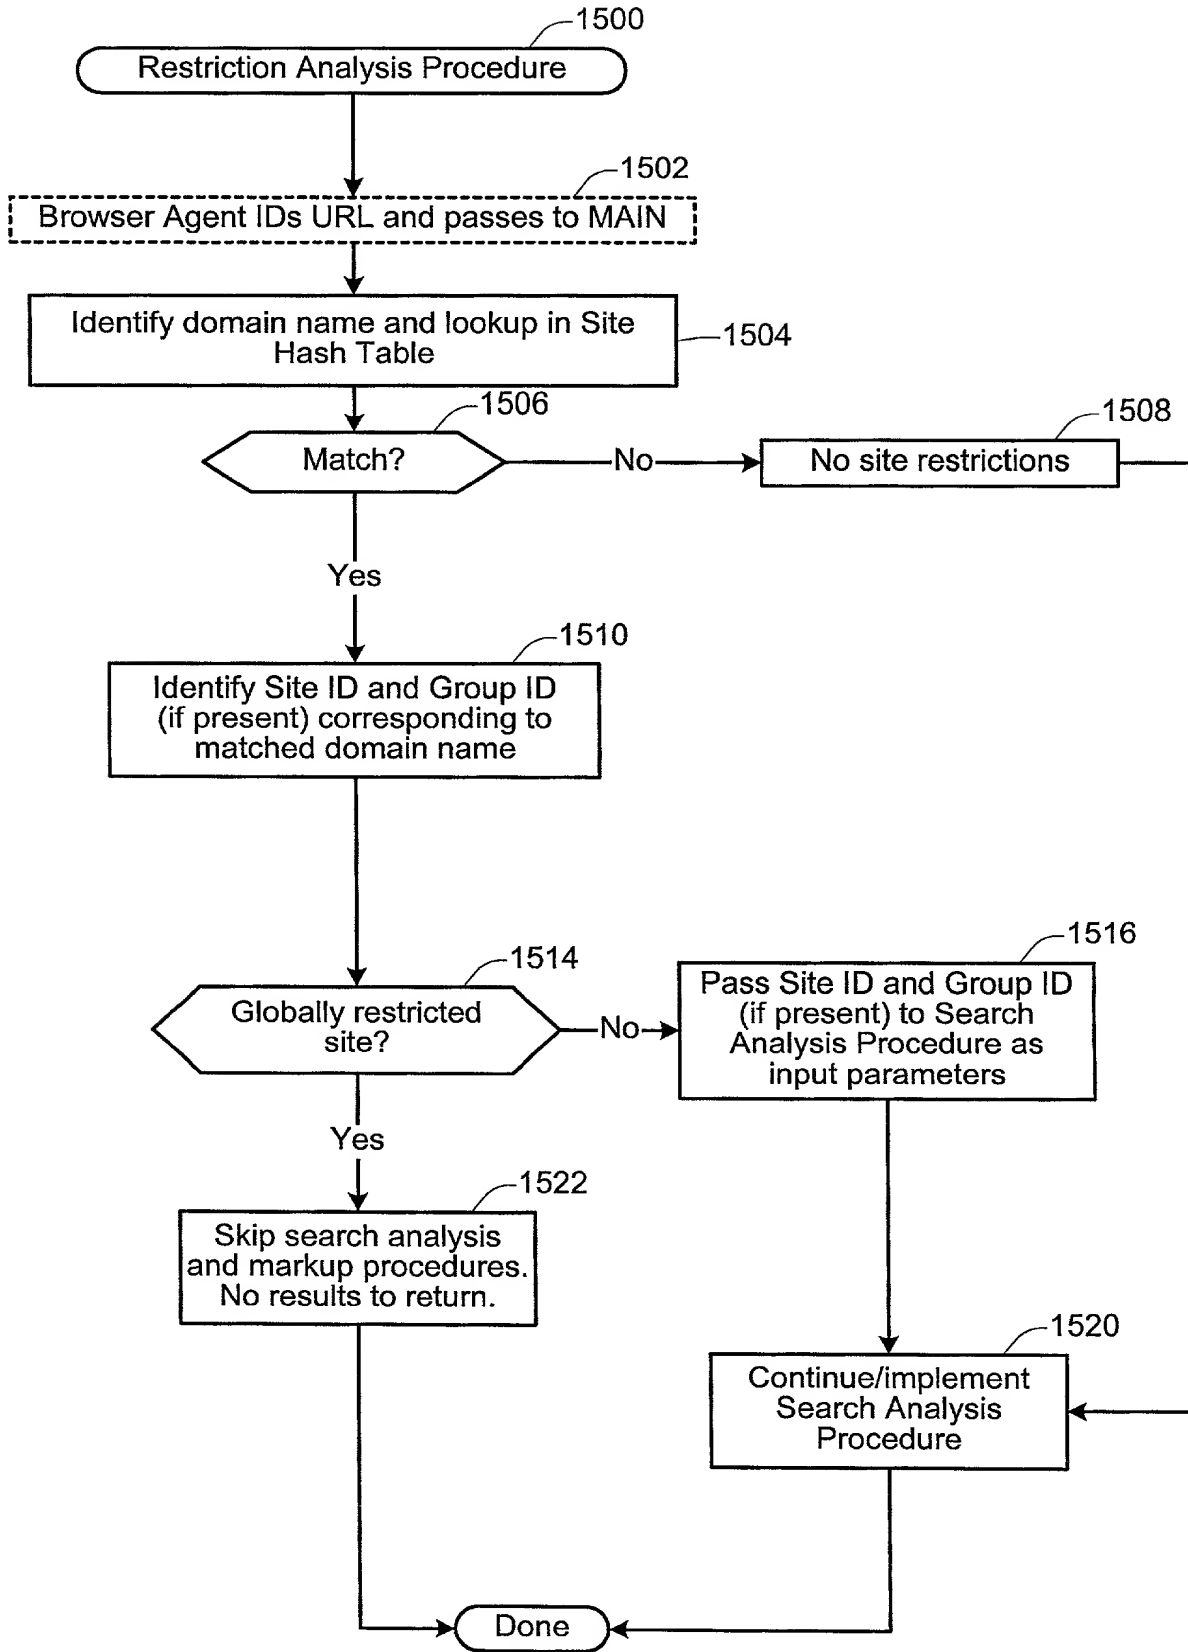 1500
Restriction Analysis Procedure
1502
Browser Agent IDs URL and passes to MAIN
Identify domain name and lookup in Site
Hash Table
1504
1506
Match?
No
1508
No site restrictions
Yes
1510
Identify Site ID and Group ID
(if present) corresponding to
matched domain name
1514
Globally restricted
site?
No
1516
Pass Site ID and Group ID
(if present) to Search
Analysis Procedure as
input parameters
Yes
1522
Skip search analysis
and markup procedures.
No results to return.
1520
Continue/implement
Search Analysis
Procedure
Done